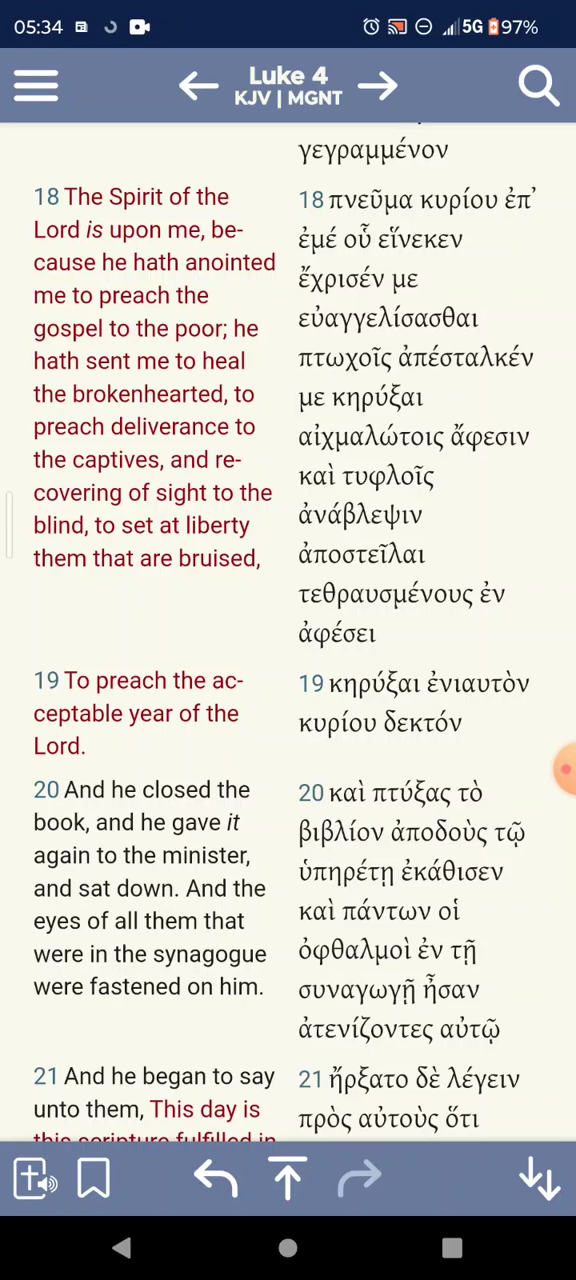 05:34
5G 97%
Luke 4
KJV | MGNT
γεγραμμένον
18 The Spirit of the
Lord is upon me, be-
cause he hath anointed
me to preach the
gospel to the poor; he
hath sent me to heal
the brokenhearted, to
preach deliverance to
the captives, and re-
covering of sight to the
blind, to set at liberty
them that are bruised,
18 πνεῦμα κυρίου ἐπ’
ἐμέ οὗ εἵνεκεν
ἔχρισέν με
εὐαγγελίσασθαι
πτωχοῖς ἀπέσταλκέν
με κηρύξαι
αἰχμαλώτοις ἄφεσιν
καὶ τυφλοῖς
ἀνάβλεψιν
ἀποστεῖλαι
τεθραυσμένους ἐν
ἀφέσει
19 To preach the ac-
ceptable year of the
Lord.
19 κηρύξαι ἐνιαυτὸν
κυρίου δεκτόν
20 And he closed the
book, and he gave it
again to the minister,
and sat down. And the
eyes of all them that
were in the synagogue
were fastened on him.
20 καὶ πτύξας τὸ
βιβλίον ἀποδοὺς τῷ
ὑπηρέτῃ ἐκάθισεν
καὶ πάντων οἱ
ὀφθαλμοὶ ἐν τῇ
συναγωγῇ ἦσαν
ἀτενίζοντες αὐτῷ
21 And he began to say
unto them, This day is
this scripture fulfilled in
21 ἤρξατο δὲ λέγειν
πρὸς αὐτοὺς ὅτι